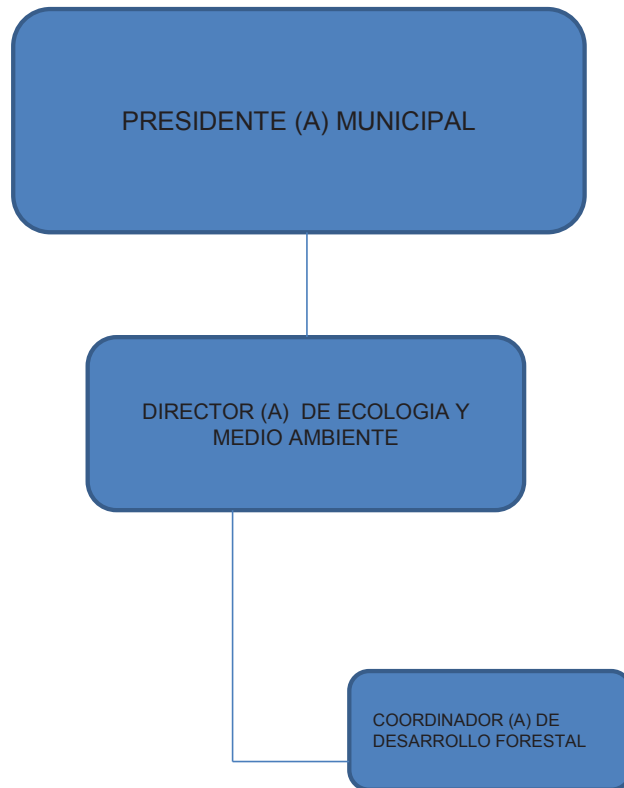 PRESIDENTE (A) MUNICIPAL
DIRECTOR (A) DE ECOLOGIA Y
MEDIO AMBIENTE
COORDINADOR (A) DE
DESARROLLO FORESTAL